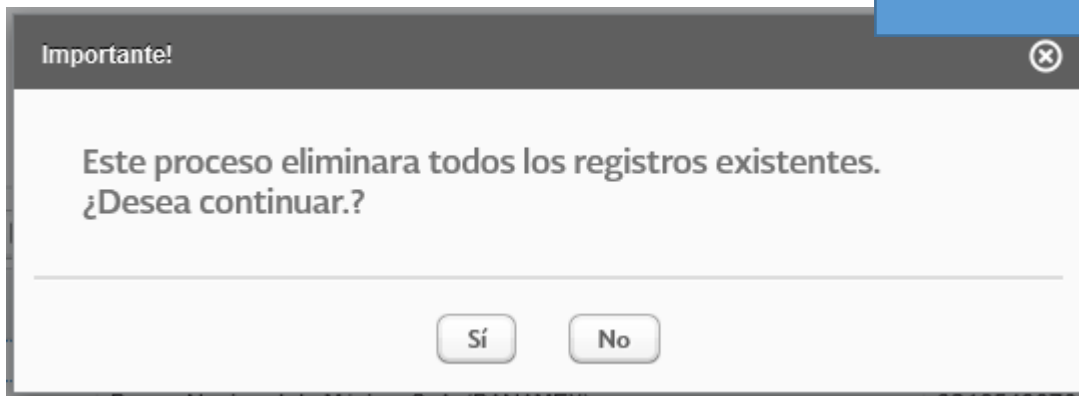 Importante!
Este proceso eliminara todos los registros existentes.
¿Desea continuar.?
Sí
No